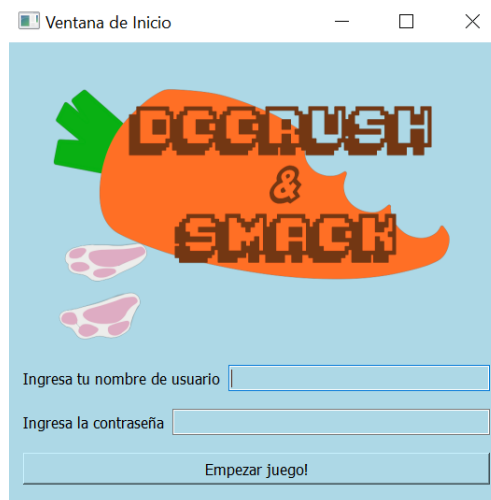 Ventana de Inicio
DCCRUSH
&
SMACK
Ingresa tu nombre de usuario
Ingresa la contraseña
Empezar juego!